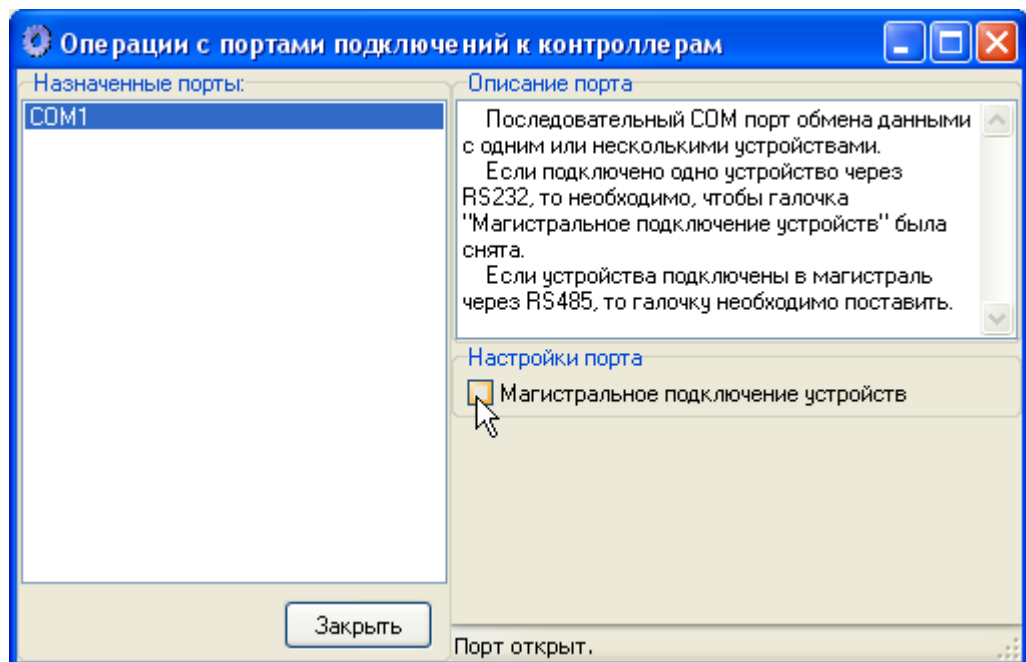 Операции с портами подключений к контроллерам
Назначенные порты:
COM1
Закрыть
Описание порта
Последовательный COM порт обмена данными
с одним или несколькими устройствами.
Если подключено одно устройство через
RS232, то необходимо, чтобы галочка
"Магистральное подключение устройств" была
снята.
Если устройства подключены в магистраль
через RS485, то галочку необходимо поставить.
Настройки порта
Магистральное подключение устройств
Порт открыт.